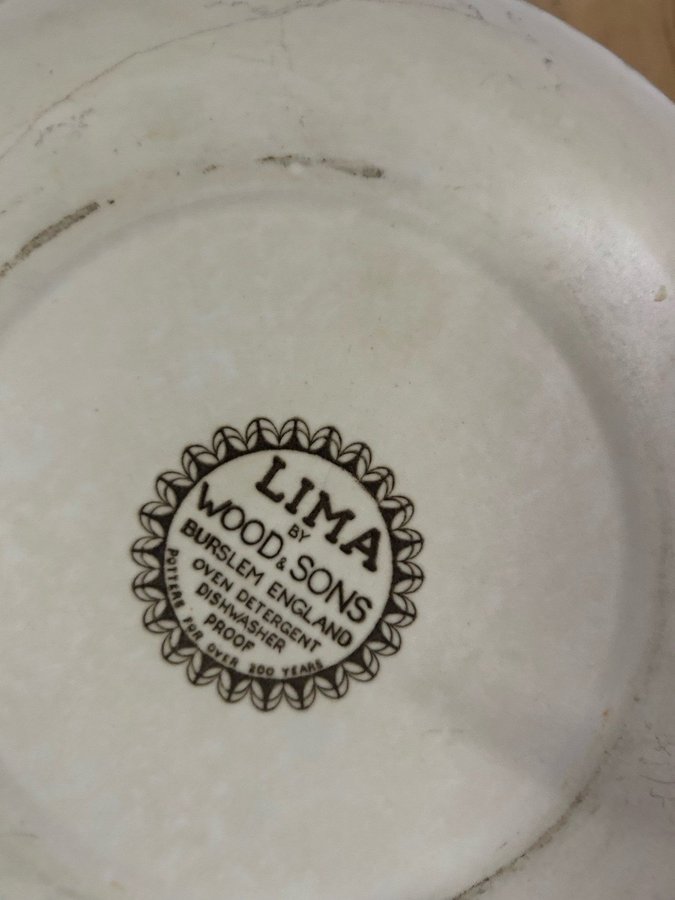 LIMA
BY
WOOD & SONS
BURSLEM ENGLAND
OVEN DETERGENT
DISHWASHER
PROOF
POTTERS FOR OVER 200 YEARS